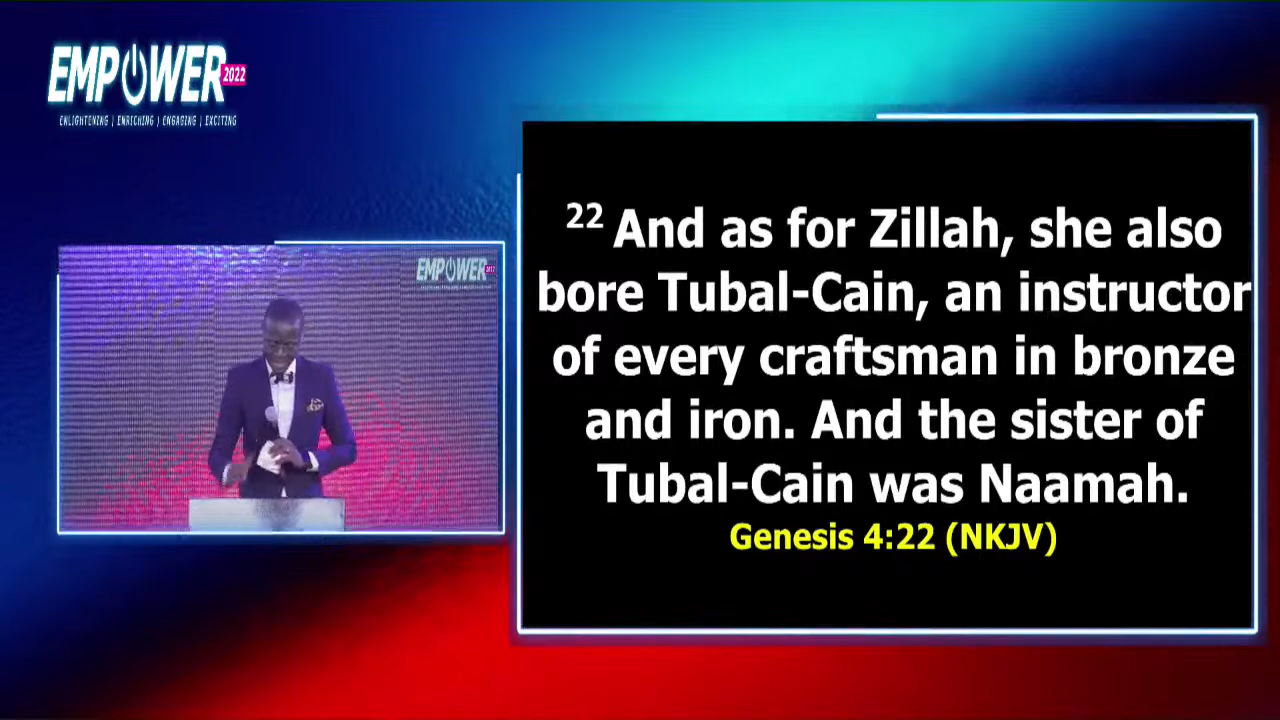 EMPOWER 2022
ENLIGHTENING | ENRICHING | ENGAGING | EXCITING
EMPOWER 2022
22 And as for Zillah, she also
bore Tubal-Cain, an instructor
of every craftsman in bronze
and iron. And the sister of
Tubal-Cain was Naamah.
Genesis 4:22 (NKJV)